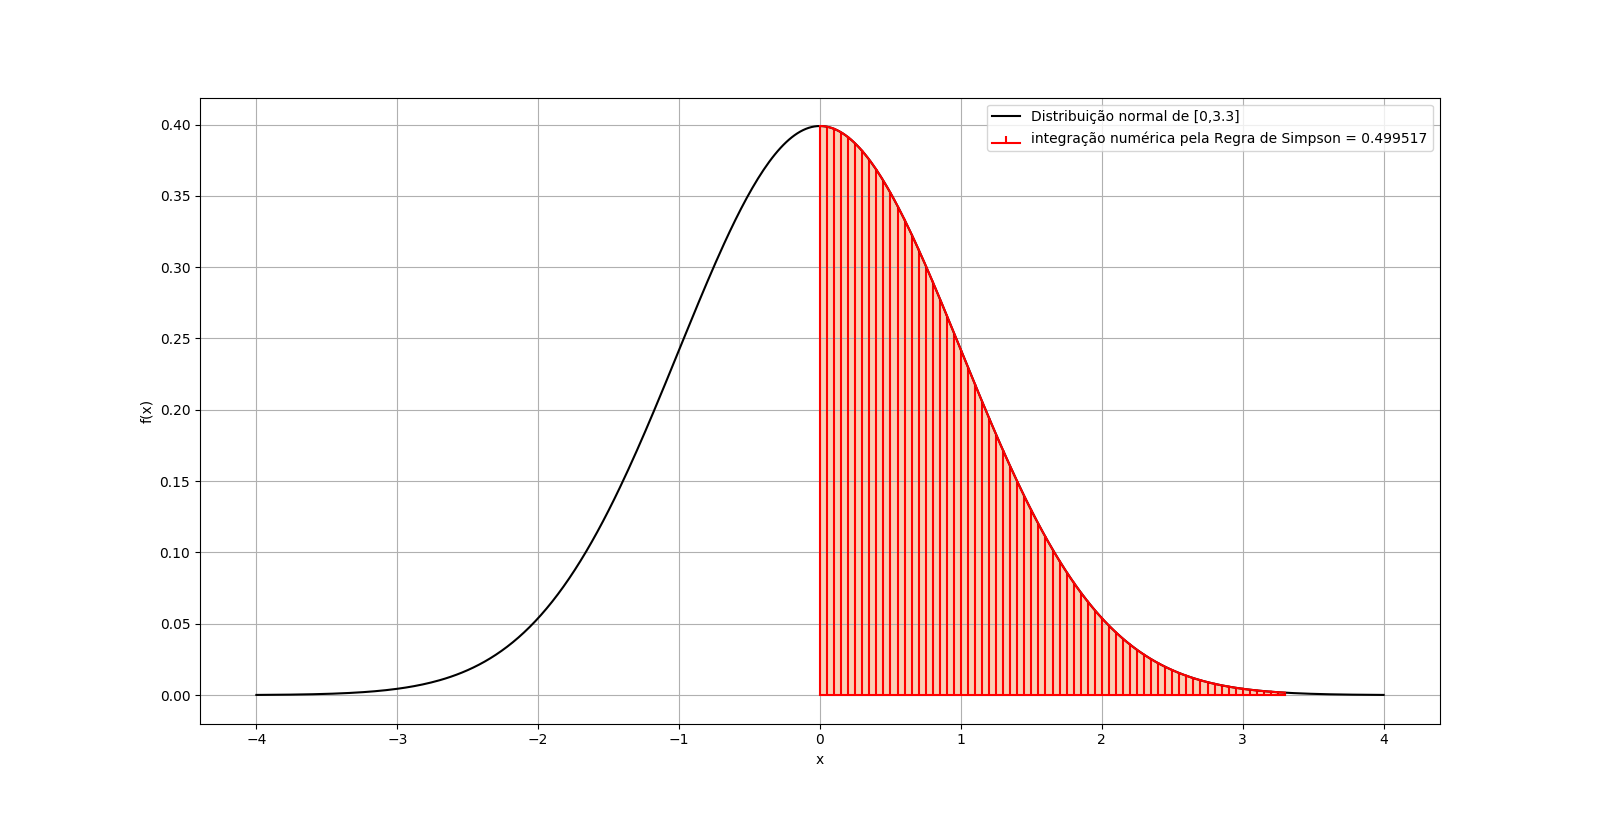 Distribuição normal de [0,3.3]
integração numérica pela Regra de Simpson = 0.499517
0.40
0.35
0.30
0.25
0.20
0.15
0.10
0.05
0.00
f(x)
−4 −3 −2 −1 0 1 2 3 4
x